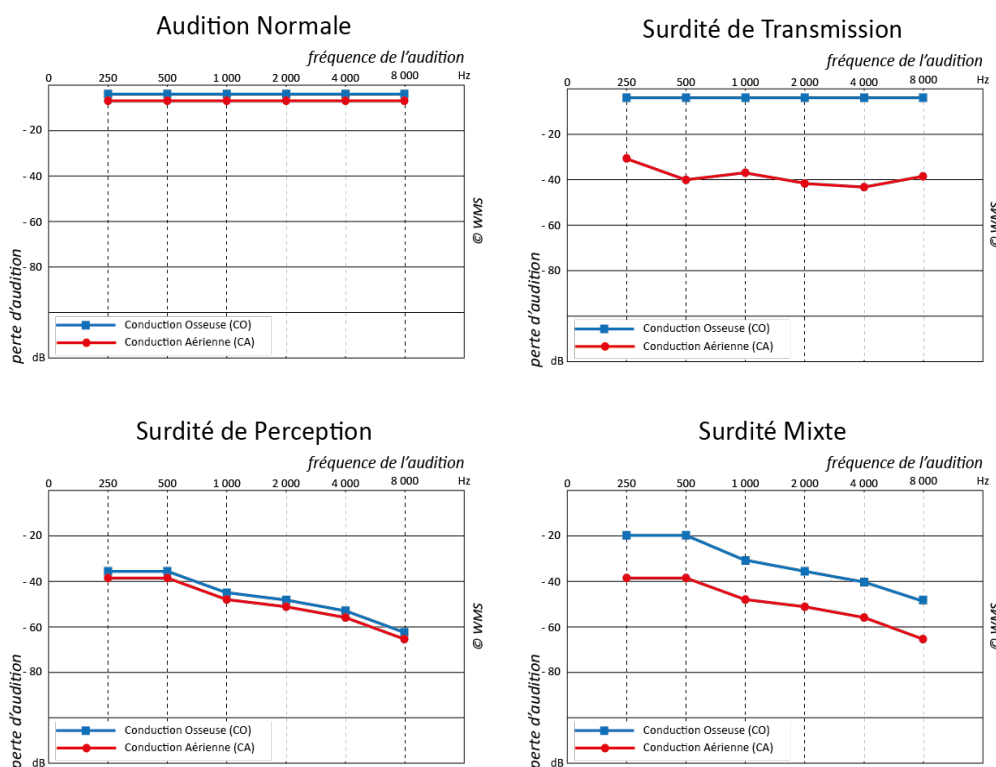 Audition Normale
fréquence de l'audition
0 250 500 1 000 2 000 4 000 8 000 Hz
- 20
- 40
- 60
- 80
dB
perte d'audition
© WMS
Conduction Osseuse (CO)
Conduction Aérienne (CA)
Surdité de Transmission
fréquence de l'audition
0 250 500 1 000 2 000 4 000 8 000 Hz
- 20
- 40
- 60
- 80
dB
perte d'audition
© WMS
Conduction Osseuse (CO)
Conduction Aérienne (CA)
Surdité de Perception
fréquence de l'audition
0 250 500 1 000 2 000 4 000 8 000 Hz
- 20
- 40
- 60
- 80
dB
perte d'audition
© WMS
Conduction Osseuse (CO)
Conduction Aérienne (CA)
Surdité Mixte
fréquence de l'audition
0 250 500 1 000 2 000 4 000 8 000 Hz
- 20
- 40
- 60
- 80
dB
perte d'audition
© WMS
Conduction Osseuse (CO)
Conduction Aérienne (CA)